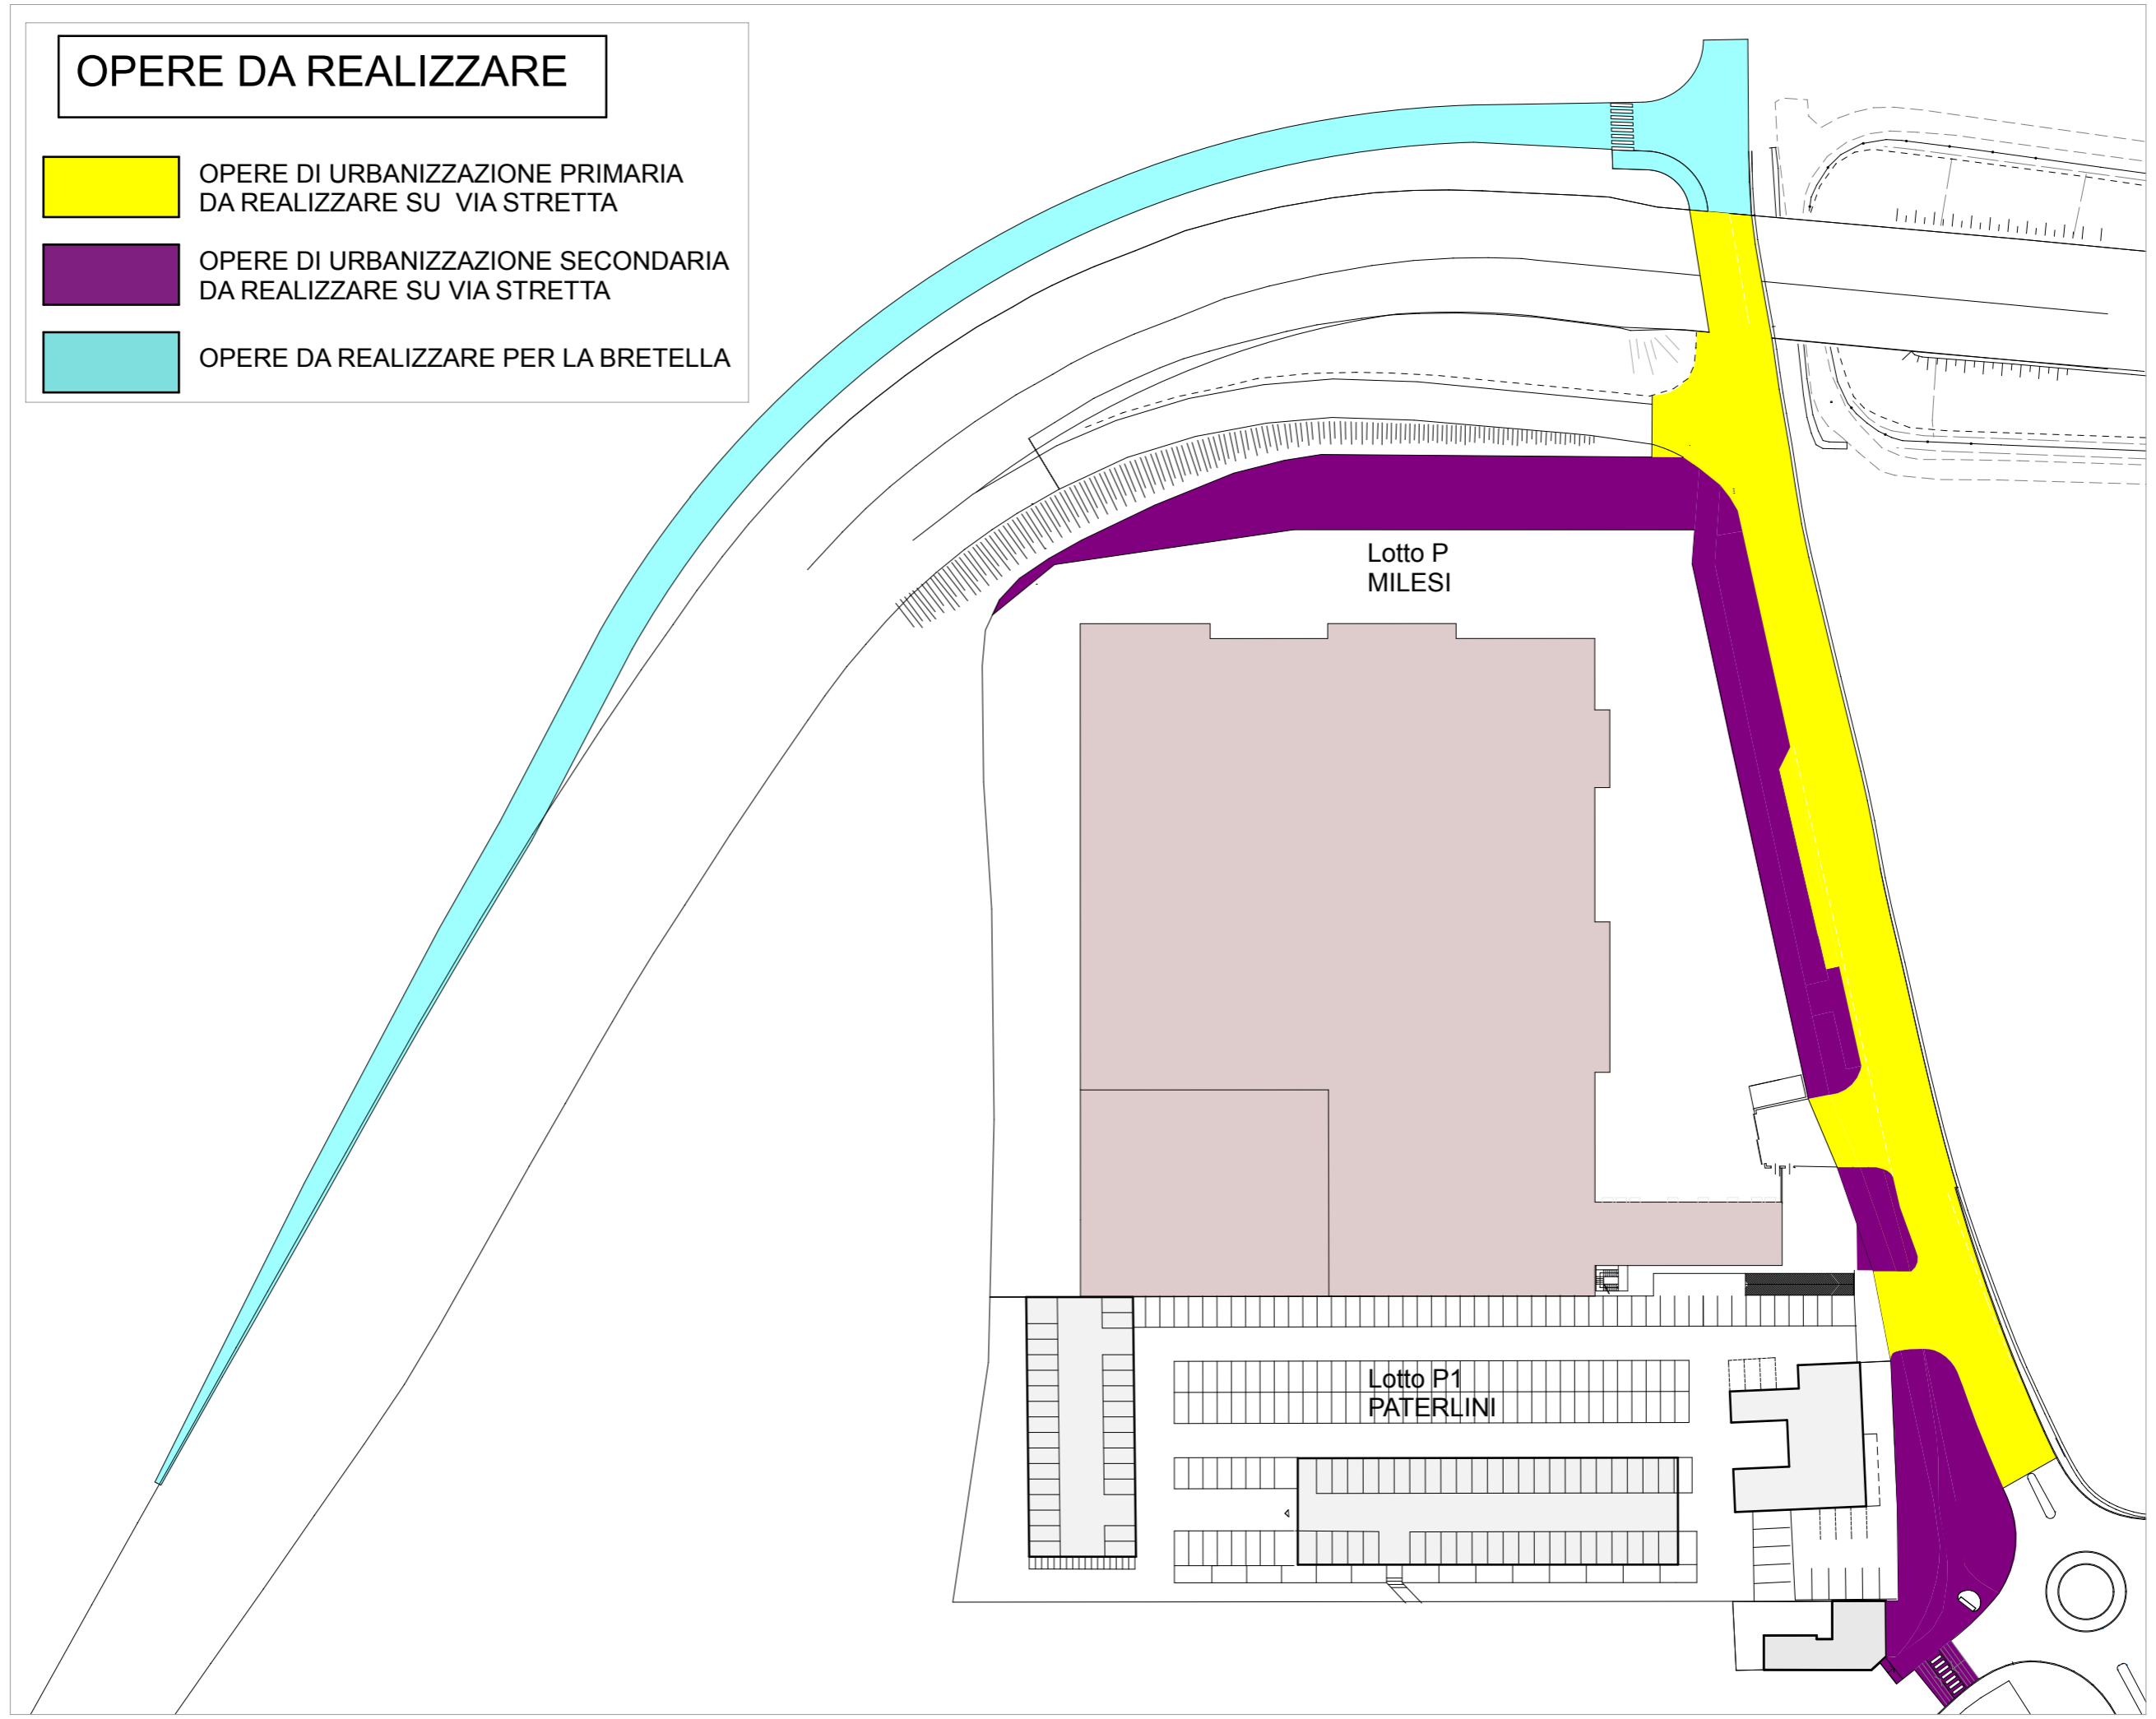 OPERE DA REALIZZARE
OPERE DI URBANIZZAZIONE PRIMARIA
DA REALIZZARE SU VIA STRETTA
OPERE DI URBANIZZAZIONE SECONDARIA
DA REALIZZARE SU VIA STRETTA
OPERE DA REALIZZARE PER LA BRETELLA
Lotto P
MILESI
Lotto P1
PATERLINI